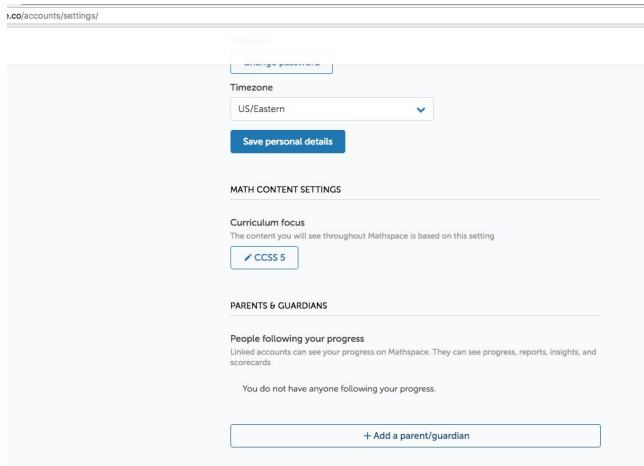 e.co/accounts/settings/
Change password
Timezone
US/Eastern
Save personal details
MATH CONTENT SETTINGS
Curriculum focus
The content you will see throughout Mathspace is based on this setting
CCSS 5
PARENTS & GUARDIANS
People following your progress
Linked accounts can see your progress on Mathspace. They can see progress, reports, insights, and
scorecards
You do not have anyone following your progress.
+ Add a parent/guardian